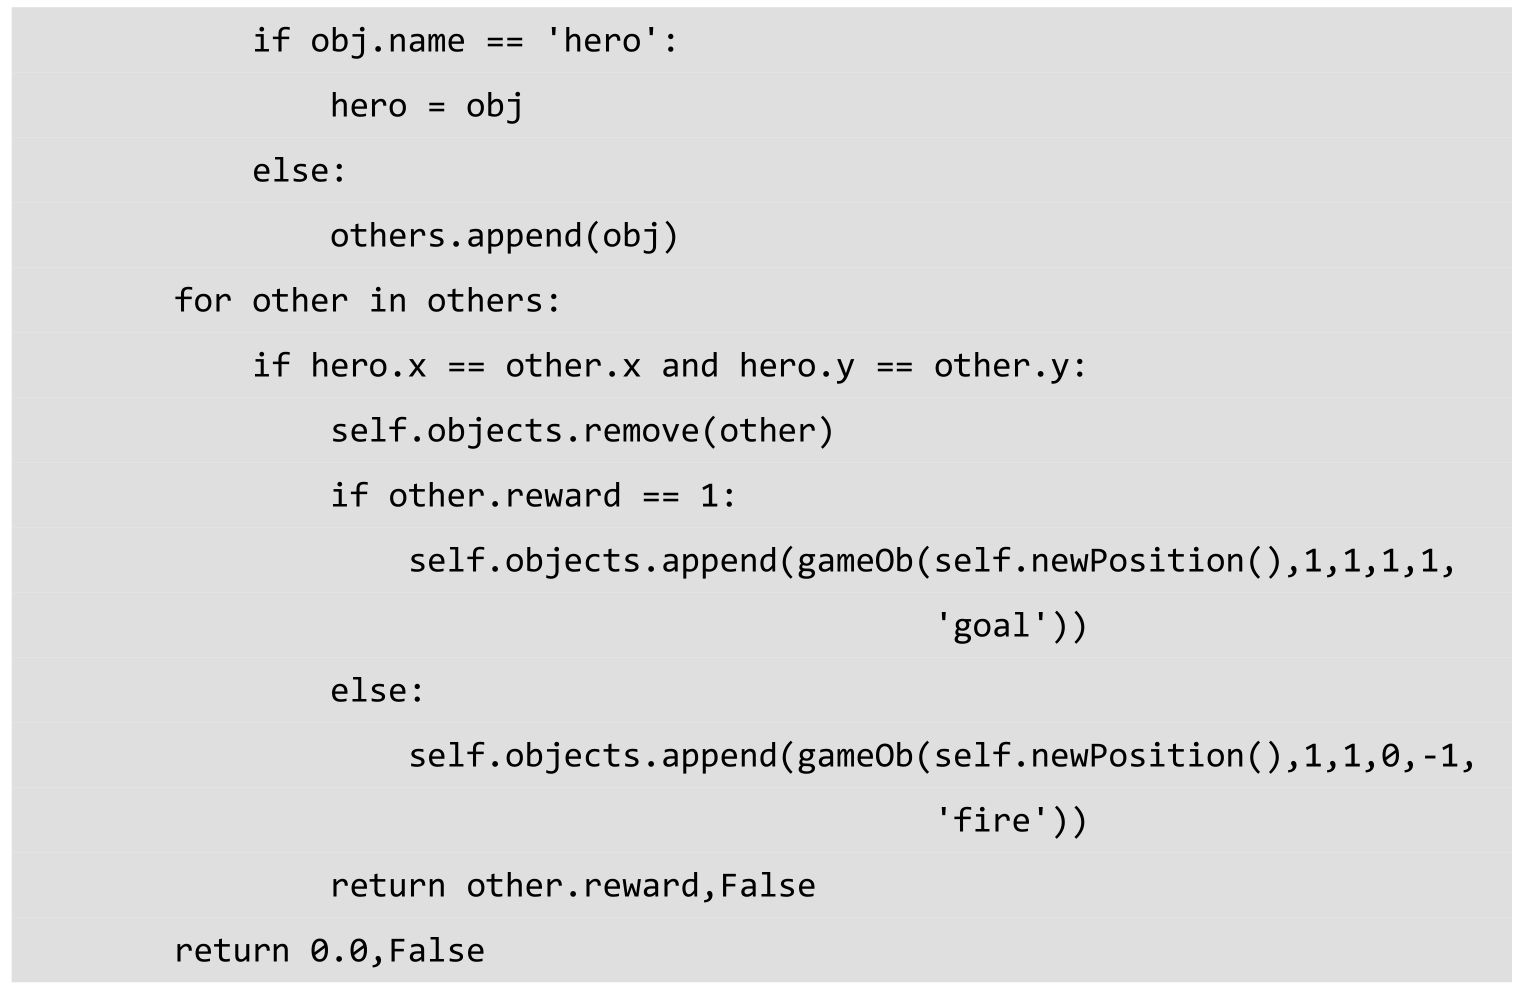 if obj.name == 'hero':
                hero = obj
            else:
                others.append(obj)
        for other in others:
            if hero.x == other.x and hero.y == other.y:
                self.objects.remove(other)
                if other.reward == 1:
                    self.objects.append(gameOb(self.newPosition(),1,1,1,1,
                                               'goal'))
                else:
                    self.objects.append(gameOb(self.newPosition(),1,1,0,-1,
                                               'fire'))
                return other.reward,False
        return 0.0,False